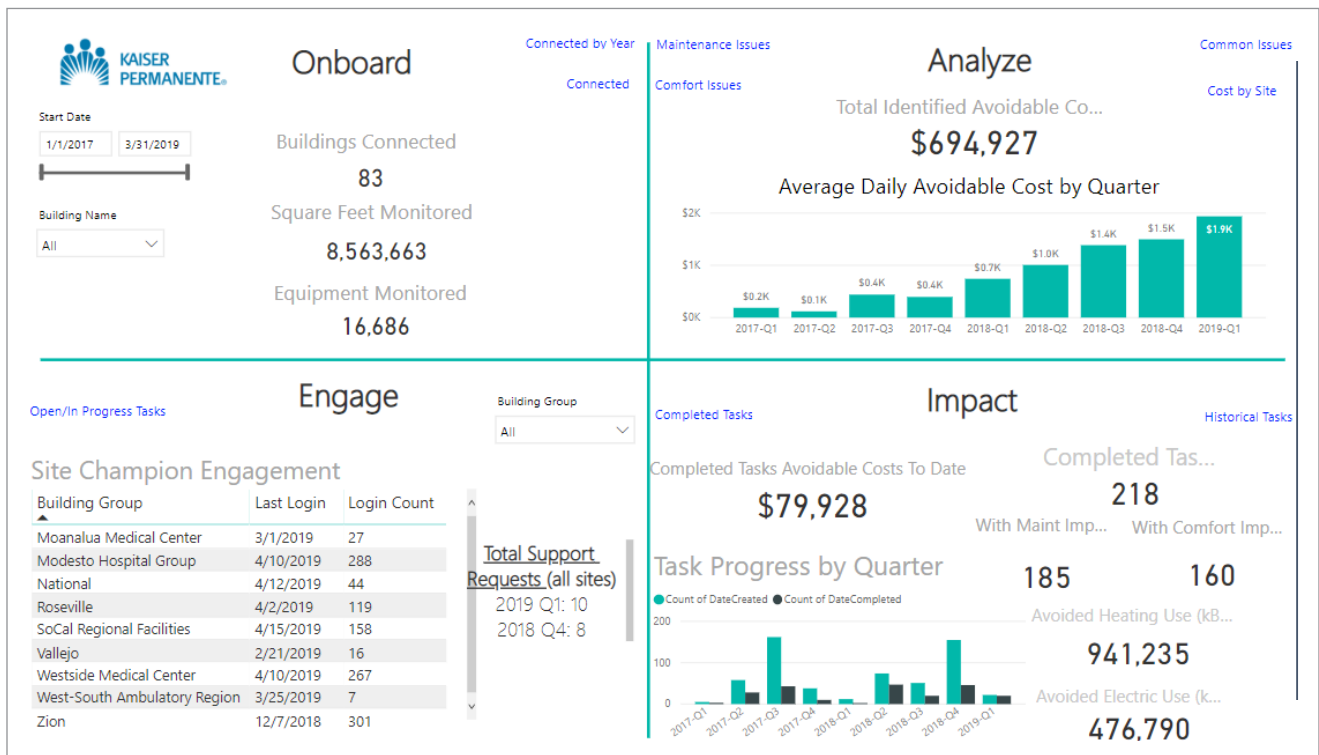 KAISER
PERMANENTE®
Onboard
Connected by Year
Connected
Start Date
1/1/2017 3/31/2019
Building Name
All
Buildings Connected
83
Square Feet Monitored
8,563,663
Equipment Monitored
16,686
Maintenance Issues
Comfort Issues
Analyze
Common Issues
Cost by Site
Total Identified Avoidable Co...
$694,927
Average Daily Avoidable Cost by Quarter
$2K
$1K
$0K
$0.2K $0.1K $0.4K $0.4K $0.7K $1.0K $1.4K $1.5K $1.9K
2017-Q1 2017-Q2 2017-Q3 2017-Q4 2018-Q1 2018-Q2 2018-Q3 2018-Q4 2019-Q1
Open/In Progress Tasks
Engage
Building Group
All
Site Champion Engagement
Building Group Last Login Login Count
Moanalua Medical Center 3/1/2019 27
Modesto Hospital Group 4/10/2019 288
National 4/12/2019 44
Roseville 4/2/2019 119
SoCal Regional Facilities 4/15/2019 158
Vallejo 2/21/2019 16
Westside Medical Center 4/10/2019 267
West-South Ambulatory Region 3/25/2019 7
Zion 12/7/2018 301
Total Support
Requests (all sites)
2019 Q1: 10
2018 Q4: 8
Completed Tasks
Impact
Historical Tasks
Completed Tasks Avoidable Costs To Date
$79,928
Completed Tas...
218
With Maint Imp... With Comfort Imp...
185 160
Task Progress by Quarter
Count of DateCreated Count of DateCompleted
200
100
0
2017-Q1 2017-Q2 2017-Q3 2017-Q4 2018-Q1 2018-Q2 2018-Q3 2018-Q4 2019-Q1
Avoided Heating Use (kB...
941,235
Avoided Electric Use (k...
476,790